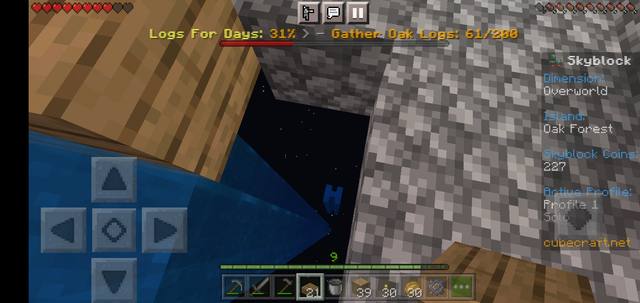 Logs For Days: 31% > - Gather Oak Logs: 61/200
Skyblock
Dimension:
Overworld
Island:
Oak Forest
Skyblock Coins:
227
Active Profile:
Profile 1
Solo
cubecraft.net
9
21
39
30
30